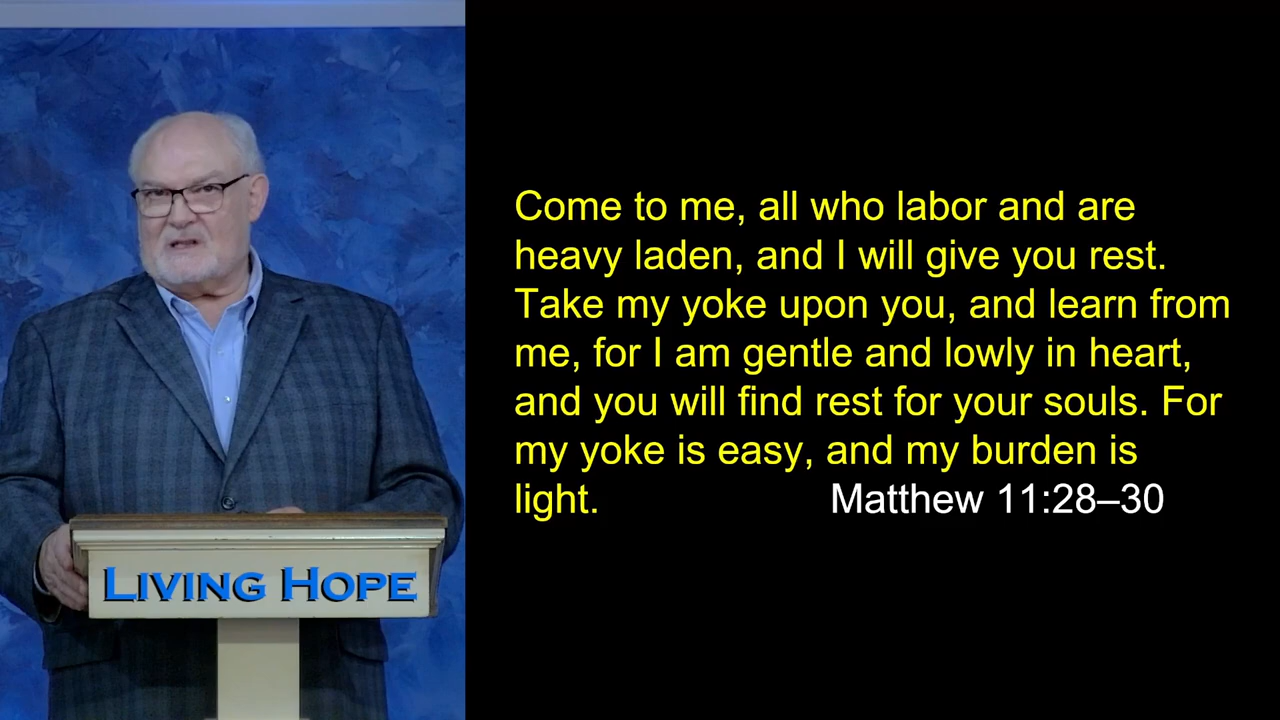 Come to me, all who labor and are
heavy laden, and I will give you rest.
Take my yoke upon you, and learn from
me, for I am gentle and lowly in heart,
and you will find rest for your souls. For
my yoke is easy, and my burden is
light. Matthew 11:28–30
LIVING HOPE